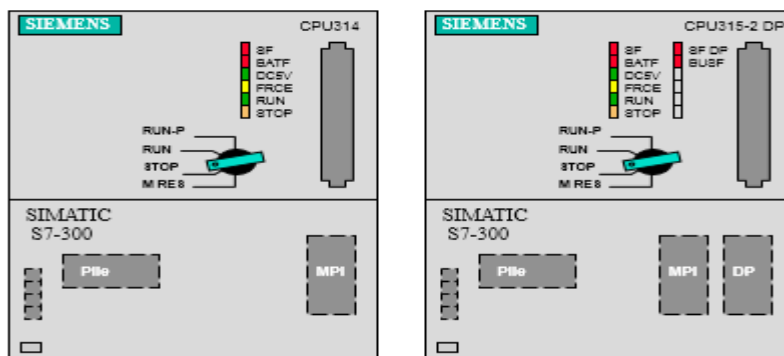 SIEMENS CPU314
SF
BATF
DC5V
FRCE
RUN
STOP
RUN-P
RUN
STOP
M RES
SIMATIC
S7-300
Pile
MPI
SIEMENS CPU315-2 DP
SF SF DP
BATF BUSF
DC5V
FRCE
RUN
STOP
RUN-P
RUN
STOP
M RES
SIMATIC
S7-300
Pile
MPI DP